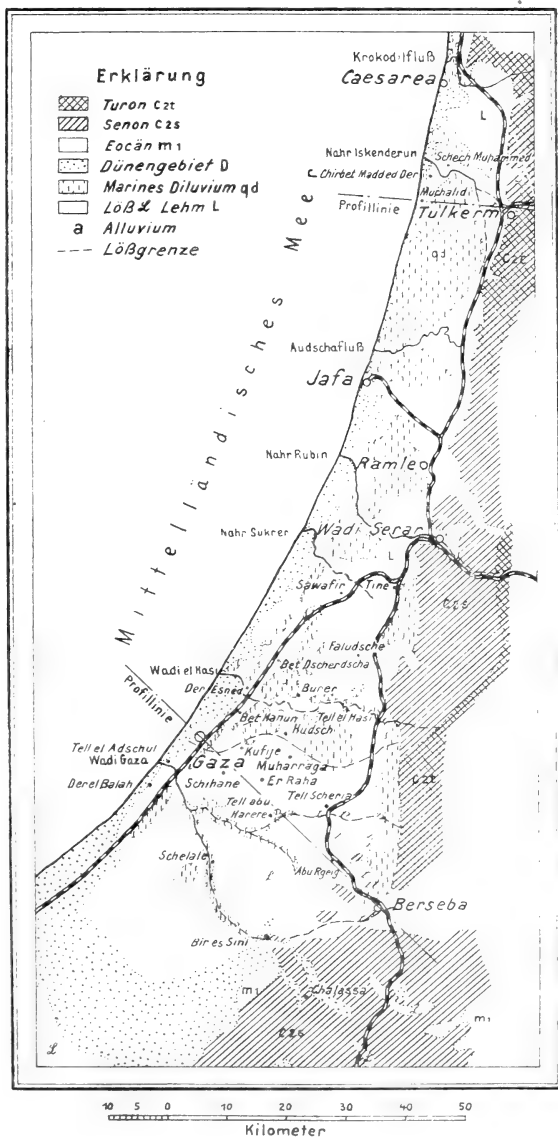 Erklärung
Turon C2t
Senon C2s
Eocän m1
Dünengebiet D
Marines Diluvium qd
Löß ℒ Lehm L
a Alluvium
Lößgrenze
Mittelländisches Mee
Krokodilfluß
Caesarea
L
Nahr Iskenderun
Schech Muhammed
Chirbet Madded Der
Muchalidi
Profillinie
Tulkerm
qd
C2t
Audschafluß
Jafa
Nahr Rubin
Ramle
Nahr Sukrer
Wadi Serar
L
Sawafir
Tine
C2s
Faludsche
Bet Dscherdscha
Wadi el Hasi
Der Esned
Burer
Profillinie
Bet Hanun
Tell el Hasi
Hudsch
Tell el Adschul
Wadi Gaza
Gaza
Kufije
Muharraga
C2t
Der el Balah
Schihane
Er Raha
Tell abu
Harere
Tell Scheria
Schelale
ℒ
Abu Rgeig
Berseba
Bir es Sini
m1
Chalassa
m1
C2s
ℒ
10 5 0 10 20 30 40 50
Kilometer